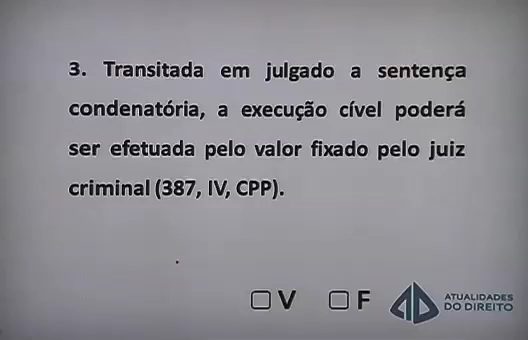 3. Transitada em julgado a sentença
condenatória, a execução cível poderá
ser efetuada pelo valor fixado pelo juiz
criminal (387, IV, CPP).
V F
ATUALIDADES
DO DIREITO